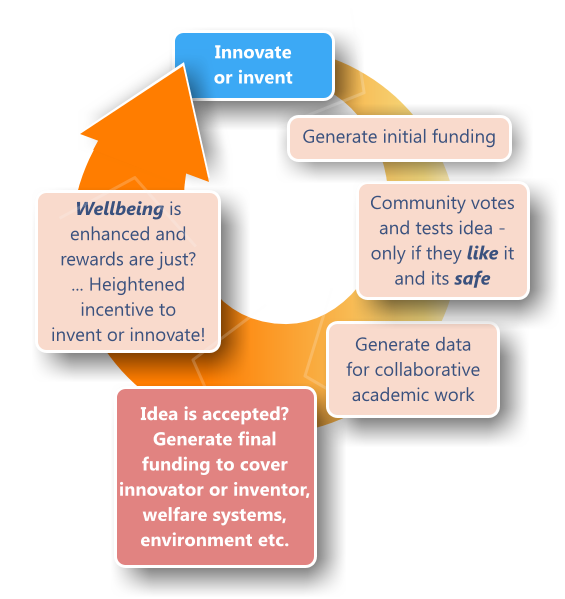 Innovate
or invent
Generate initial funding
Community votes
and tests idea -
only if they like it
and its safe
Generate data
for collaborative
academic work
Idea is accepted?
Generate final
funding to cover
innovator or inventor,
welfare systems,
environment etc.
Wellbeing is
enhanced and
rewards are just?
... Heightened
incentive to
invent or innovate!